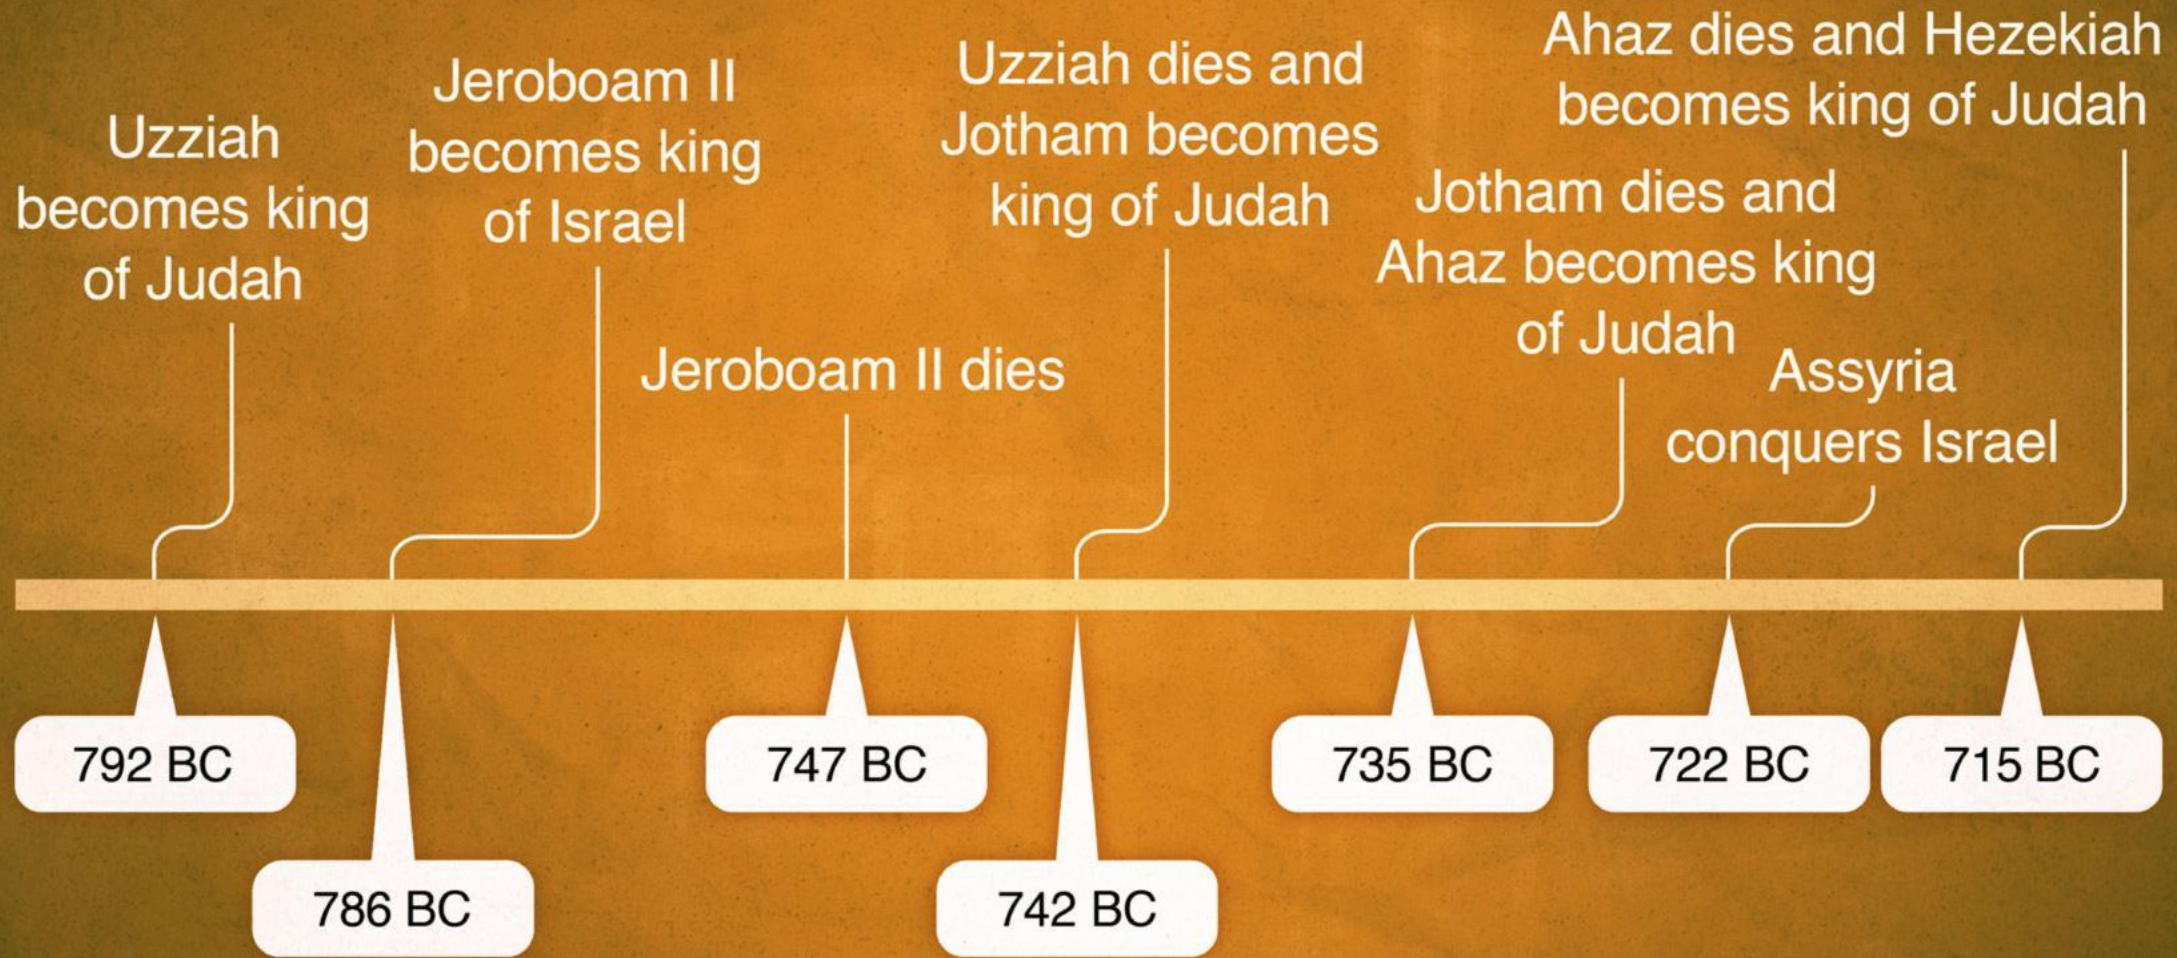 Uzziah
becomes king
of Judah
Jeroboam II
becomes king
of Israel
Jeroboam II dies
Uzziah dies and
Jotham becomes
king of Judah
Jotham dies and
Ahaz becomes king
of Judah
Assyria
conquers Israel
Ahaz dies and Hezekiah
becomes king of Judah
792 BC
786 BC
747 BC
742 BC
735 BC
722 BC
715 BC